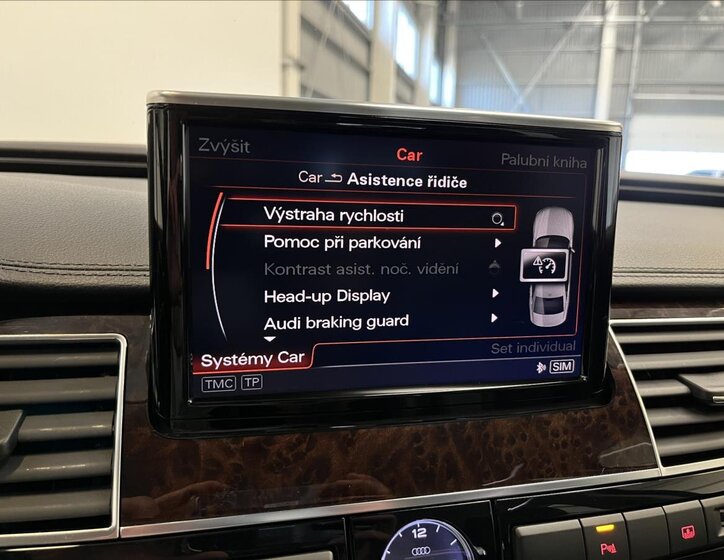 Zvýšit
Car
Palubní kniha
Car Asistence řidiče
Výstraha rychlosti
Pomoc při parkování
Kontrast asist. noč. vidění
Head-up Display
Audi braking guard
Systémy Car
Set individual
TMC TP
SIM
12
P